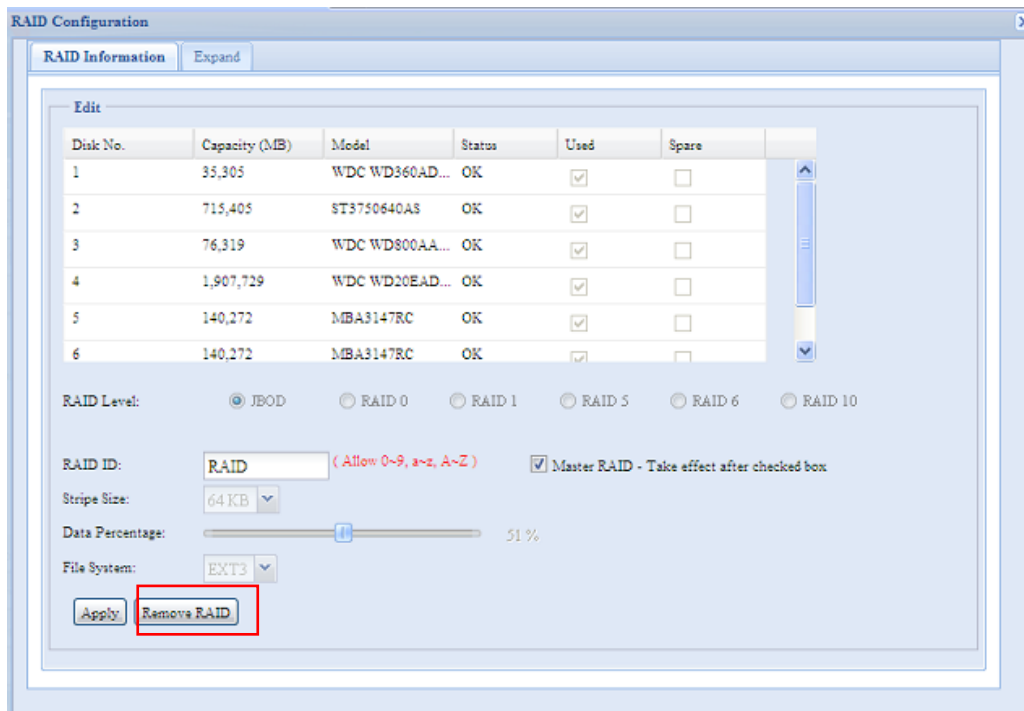 RAID Configuration
RAID Information Expand
Edit
Disk No. Capacity (MB) Model Status Used Spare
1 35,305 WDC WD360AD... OK
2 715,405 ST3750640AS OK
3 76,319 WDC WD800AA... OK
4 1,907,729 WDC WD20EAD... OK
5 140,272 MBA3147RC OK
6 140,272 MBA3147RC OK
RAID Level: JBOD RAID 0 RAID 1 RAID 5 RAID 6 RAID 10
RAID ID: RAID ( Allow 0~9, a~z, A~Z ) Master RAID - Take effect after checked box
Stripe Size: 64 KB
Data Percentage: 51 %
File System: EXT3
Apply Remove RAID